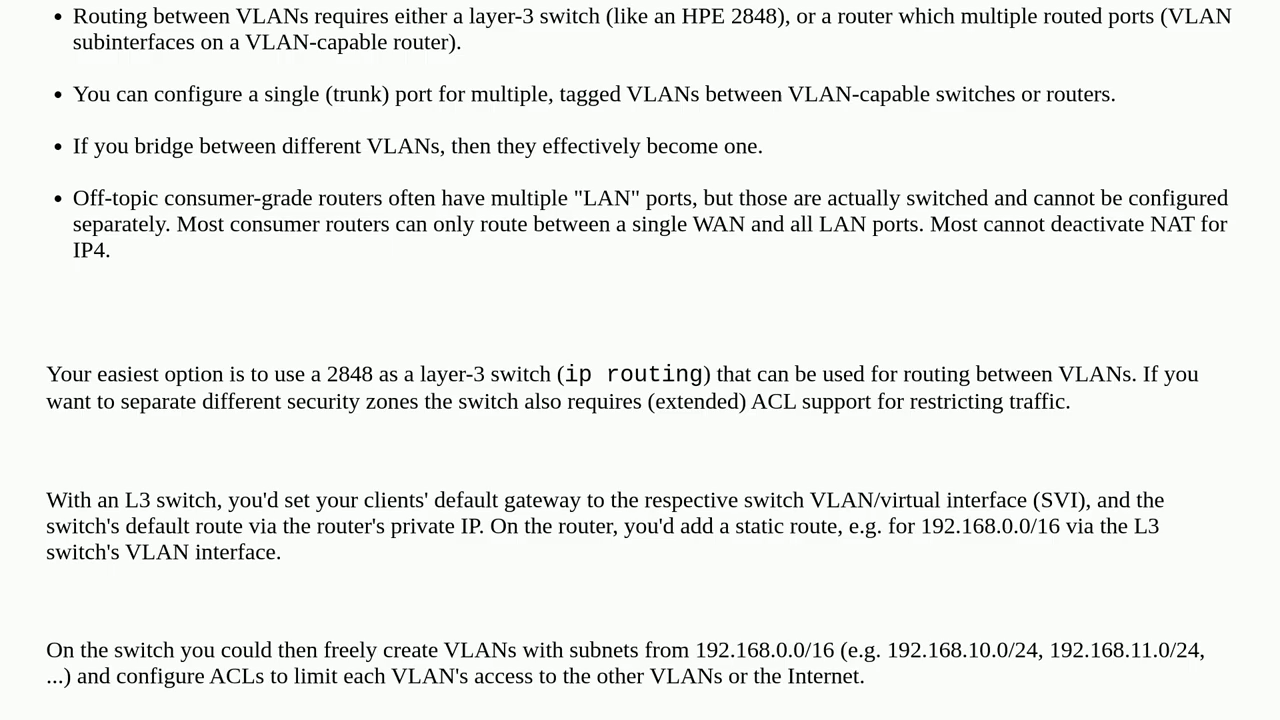 • Routing between VLANs requires either a layer-3 switch (like an HPE 2848), or a router which multiple routed ports (VLAN
subinterfaces on a VLAN-capable router).
• You can configure a single (trunk) port for multiple, tagged VLANs between VLAN-capable switches or routers.
• If you bridge between different VLANs, then they effectively become one.
• Off-topic consumer-grade routers often have multiple "LAN" ports, but those are actually switched and cannot be configured
separately. Most consumer routers can only route between a single WAN and all LAN ports. Most cannot deactivate NAT for
IP4.
Your easiest option is to use a 2848 as a layer-3 switch (ip routing) that can be used for routing between VLANs. If you
want to separate different security zones the switch also requires (extended) ACL support for restricting traffic.
With an L3 switch, you'd set your clients' default gateway to the respective switch VLAN/virtual interface (SVI), and the
switch's default route via the router's private IP. On the router, you'd add a static route, e.g. for 192.168.0.0/16 via the L3
switch's VLAN interface.
On the switch you could then freely create VLANs with subnets from 192.168.0.0/16 (e.g. 192.168.10.0/24, 192.168.11.0/24,
...) and configure ACLs to limit each VLAN's access to the other VLANs or the Internet.